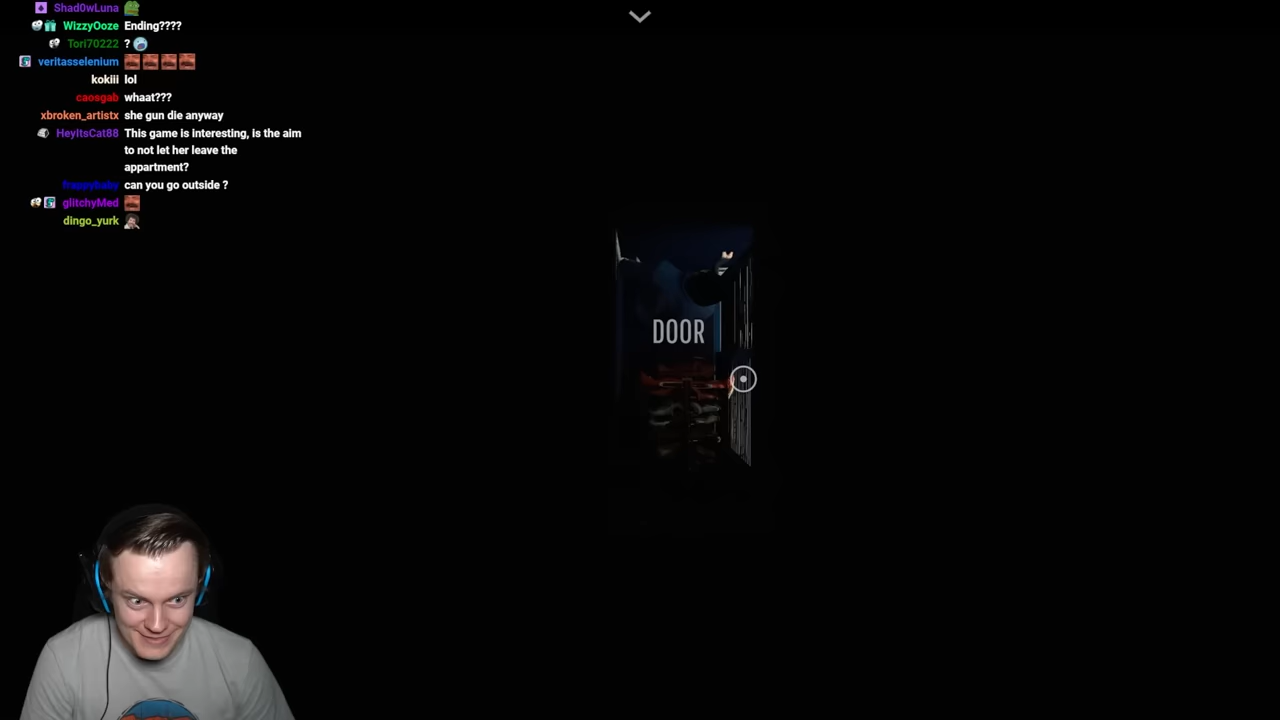 Shad0wLuna
WizzyOoze Ending????
Tori70222 ?
veritasselenium
kokiii lol
caosgab whaat???
xbroken_artistx she gun die anyway
HeyItsCat88 This game is interesting, is the aim
to not let her leave the
appartment?
frappybaby can you go outside ?
glitchyMed
dingo_yurk
DOOR